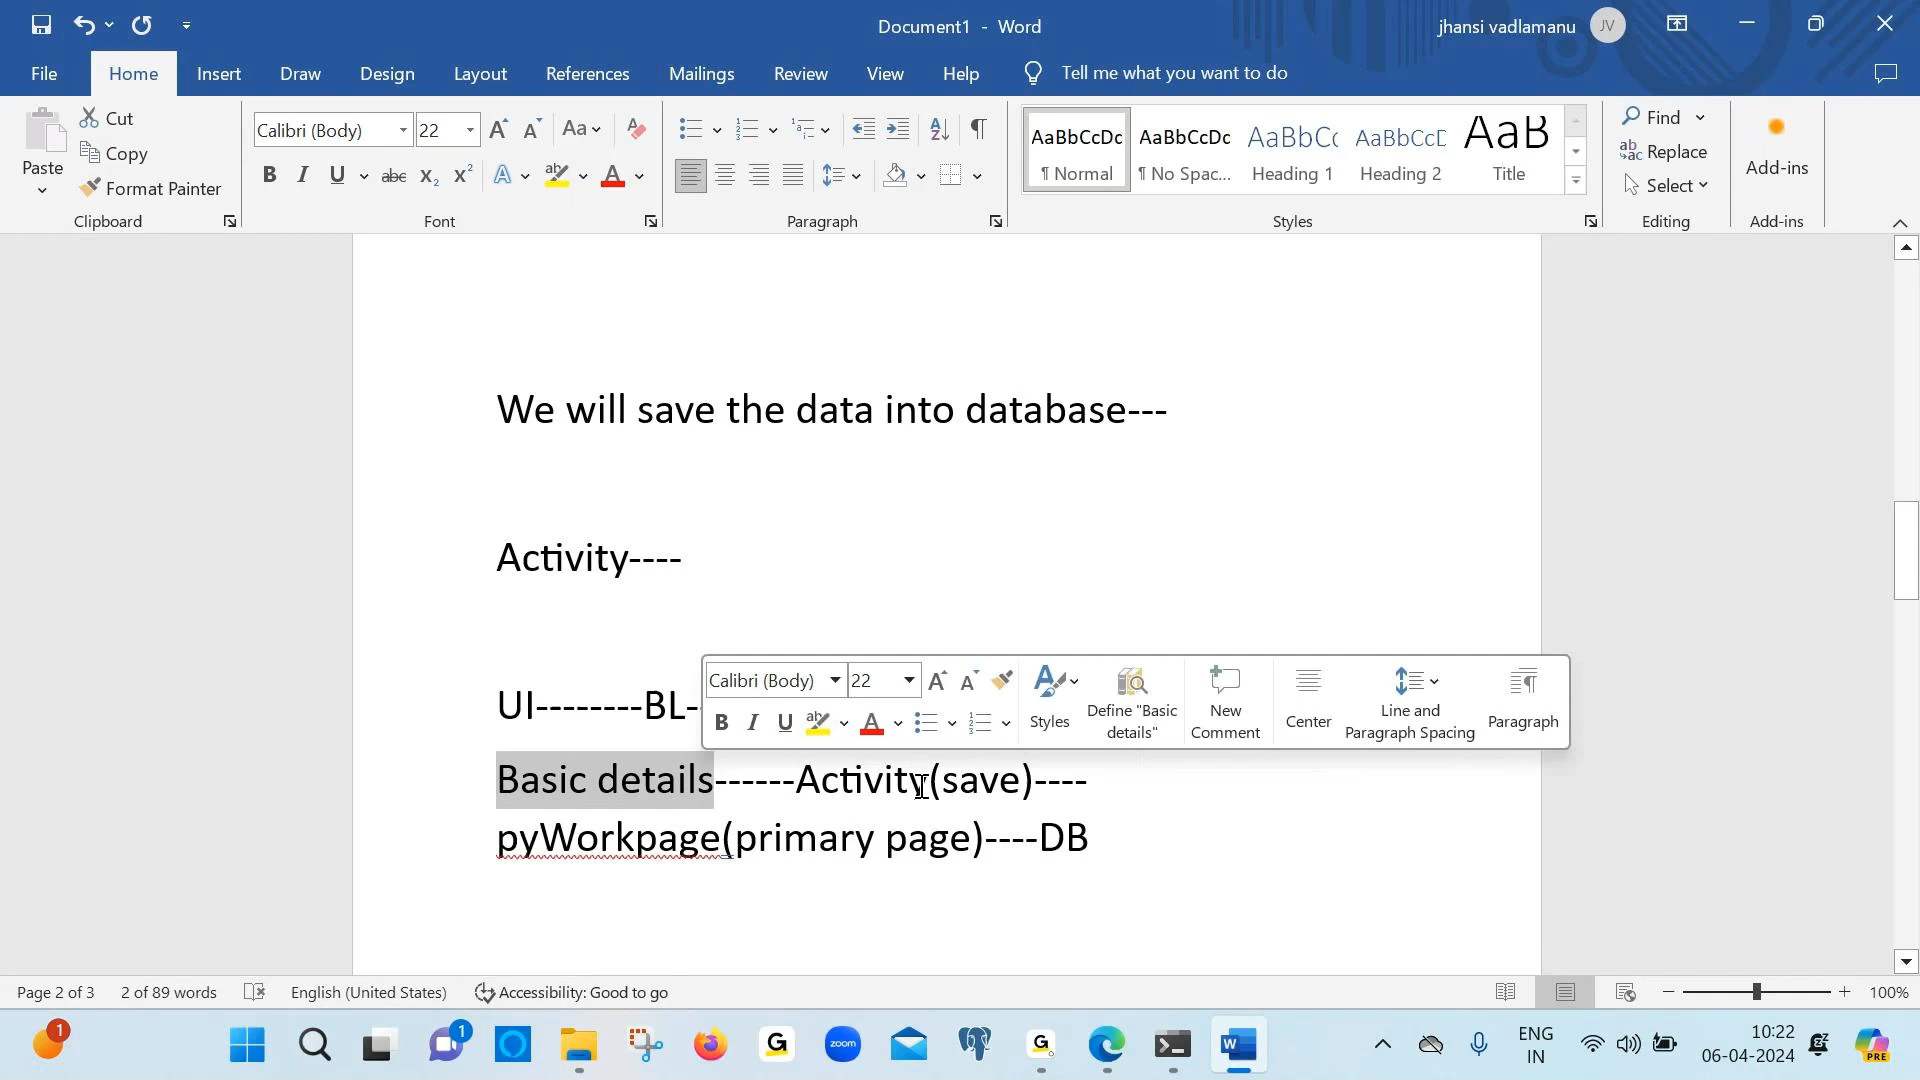 Document1 - Word
jhansi vadlamanu
JV
File Home Insert Draw Design Layout References Mailings Review View Help Tell me what you want to do
Paste
Cut
Copy
Format Painter
Clipboard
Calibri (Body) 22
Font
Paragraph
AaBbCcDc AaBbCcDc AaBbCc AaBbCcD AaB
¶ Normal ¶ No Spac... Heading 1 Heading 2 Title
Styles
Find
Replace
Select
Editing
Add-ins
Add-ins
We will save the data into database---
Activity----
UI--------BL-
Calibri (Body) 22
Styles
Define "Basic details"
New Comment
Center
Line and Paragraph Spacing
Paragraph
Basic details------Activity(save)----
pyWorkpage(primary page)----DB
Page 2 of 3 2 of 89 words English (United States) Accessibility: Good to go 100%
1
1
zoom
PRE
ENG
IN
10:22
06-04-2024